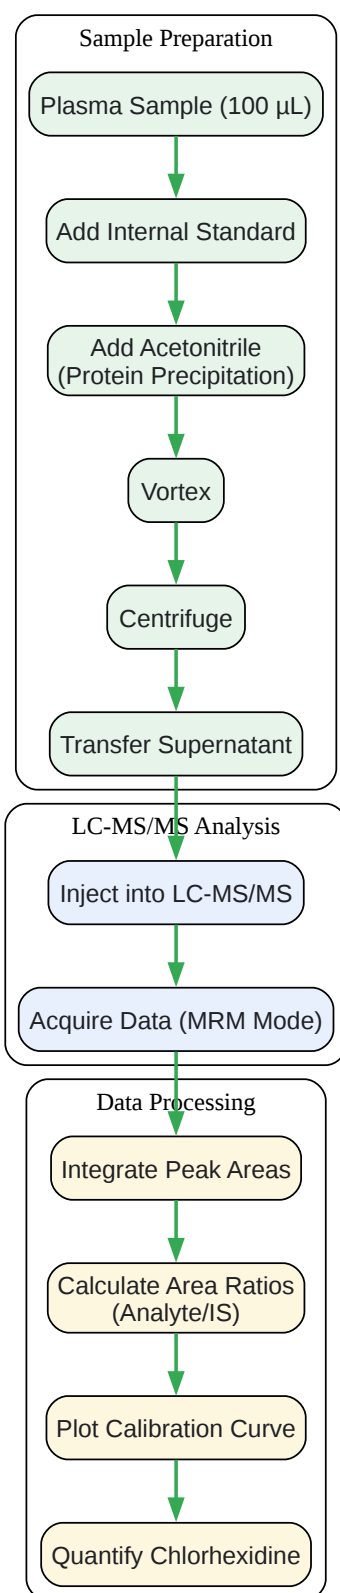 Sample Preparation
Plasma Sample (100 µL)
Add Internal Standard
Add Acetonitrile
(Protein Precipitation)
Vortex
Centrifuge
Transfer Supernatant
LC-MS/MS Analysis
Inject into LC-MS/MS
Acquire Data (MRM Mode)
Data Processing
Integrate Peak Areas
Calculate Area Ratios
(Analyte/IS)
Plot Calibration Curve
Quantify Chlorhexidine